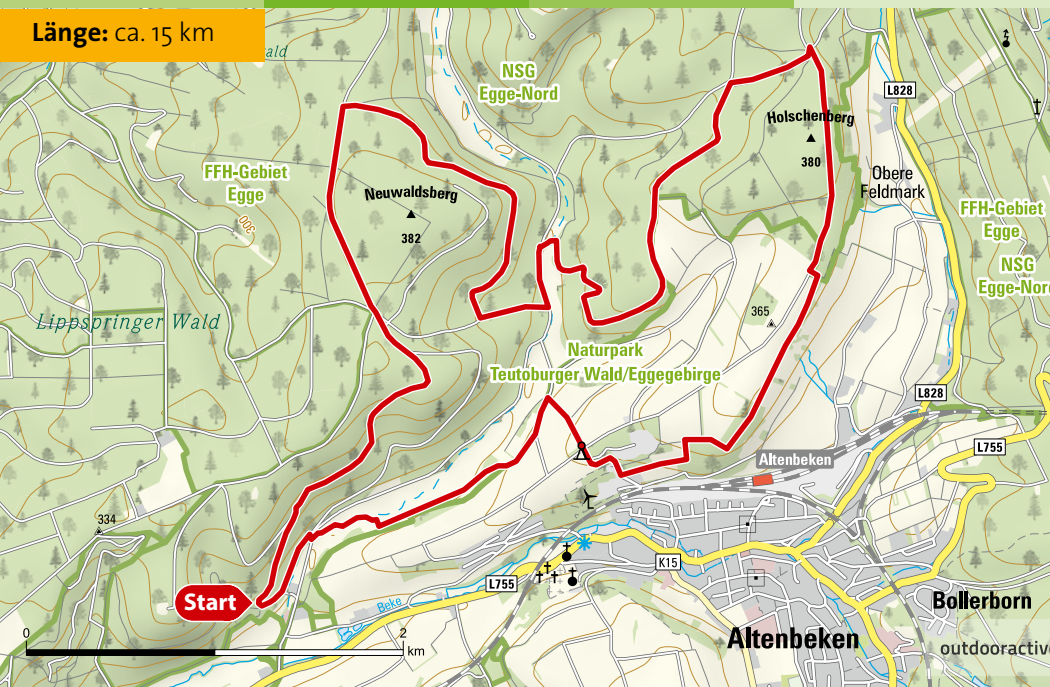 Länge: ca. 15 km
ald
NSG
Egge-Nord
L828
Holschenberg
380
FFH-Gebiet
Egge
Neuwaldsberg
382
Obere
Feldmark
300
FFH-Gebiet
Egge
NSG
Egge-Nord
Lippspringer Wald
365
Naturpark
Teutoburger Wald/Eggegebirge
L828
L755
Altenbeken
334
K15
L755
Start
Beke
Bollerborn
Altenbeken
0
2
km
outdooractive